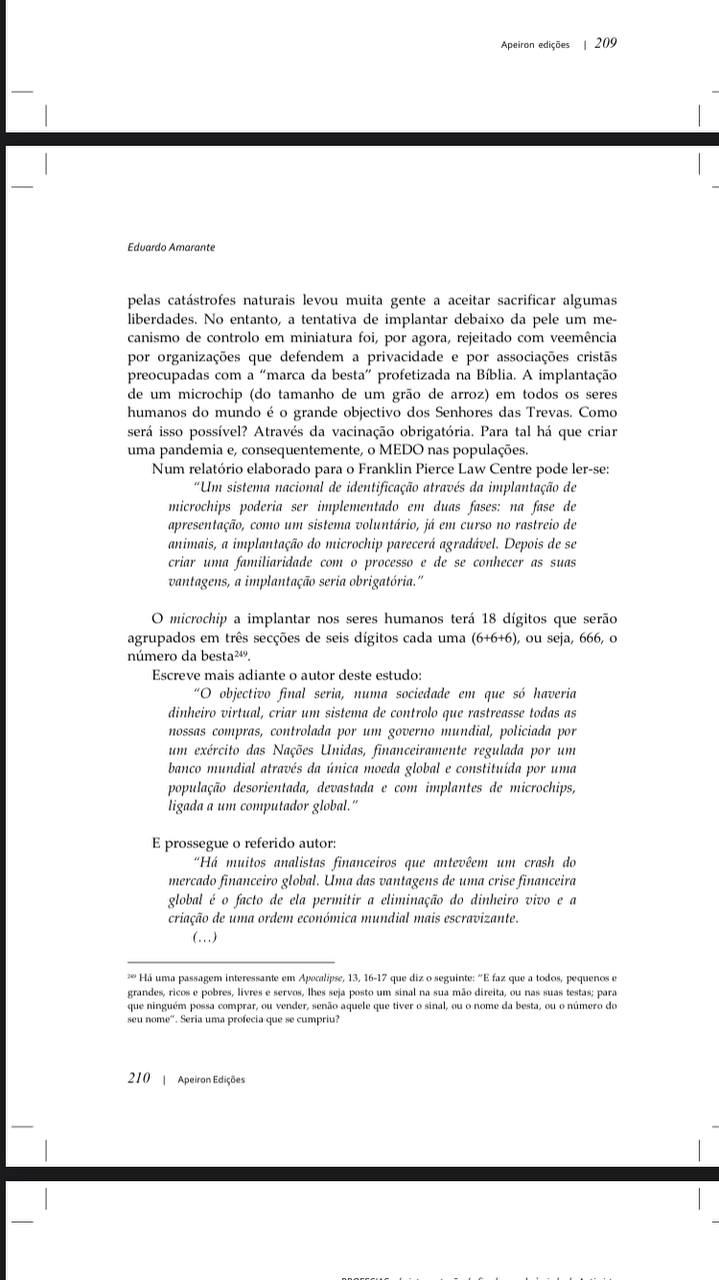 Apeiron edições | 209
Eduardo Amarante
pelas catástrofes naturais levou muita gente a aceitar sacrificar algumas
liberdades. No entanto, a tentativa de implantar debaixo da pele um me-
canismo de controlo em miniatura foi, por agora, rejeitado com veemência
por organizações que defendem a privacidade e por associações cristãs
preocupadas com a “marca da besta” profetizada na Bíblia. A implantação
de um microchip (do tamanho de um grão de arroz) em todos os seres
humanos do mundo é o grande objectivo dos Senhores das Trevas. Como
será isso possível? Através da vacinação obrigatória. Para tal há que criar
uma pandemia e, consequentemente, o MEDO nas populações.
Num relatório elaborado para o Franklin Pierce Law Centre pode ler-se:
“Um sistema nacional de identificação através da implantação de
microchips poderia ser implementado em duas fases: na fase de
apresentação, como um sistema voluntário, já em curso no rastreio de
animais, a implantação do microchip parecerá agradável. Depois de se
criar uma familiaridade com o processo e de se conhecer as suas
vantagens, a implantação seria obrigatória.”
O microchip a implantar nos seres humanos terá 18 dígitos que serão
agrupados em três secções de seis dígitos cada uma (6+6+6), ou seja, 666, o
número da besta²⁴⁹.
Escreve mais adiante o autor deste estudo:
“O objectivo final seria, numa sociedade em que só haveria
dinheiro virtual, criar um sistema de controlo que rastreasse todas as
nossas compras, controlada por um governo mundial, policiada por
um exército das Nações Unidas, financeiramente regulada por um
banco mundial através da única moeda global e constituída por uma
população desorientada, devastada e com implantes de microchips,
ligada a um computador global.”
E prossegue o referido autor:
“Há muitos analistas financeiros que antevêem um crash do
mercado financeiro global. Uma das vantagens de uma crise financeira
global é o facto de ela permitir a eliminação do dinheiro vivo e a
criação de uma ordem económica mundial mais escravizante.
(…)
²⁴⁹ Há uma passagem interessante em Apocalipse, 13, 16-17 que diz o seguinte: “E faz que a todos, pequenos e
grandes, ricos e pobres, livres e servos, lhes seja posto um sinal na sua mão direita, ou nas suas testas; para
que ninguém possa comprar, ou vender, senão aquele que tiver o sinal, ou o nome da besta, ou o número do
seu nome”. Seria uma profecia que se cumpriu?
210 | Apeiron Edições